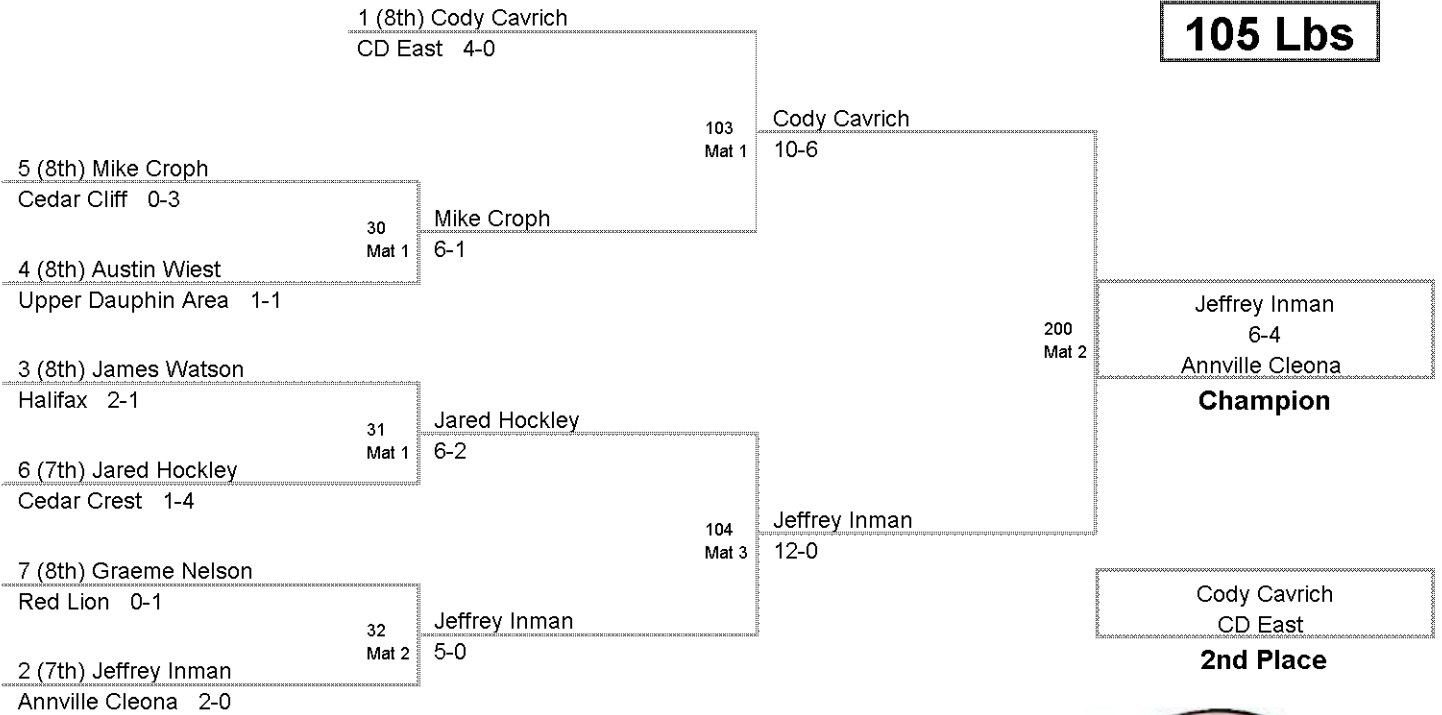 1 (8th) Cody Cavrich
CD East 4-0
105 Lbs
103
Mat 1
Cody Cavrich
10-6
5 (8th) Mike Croph
Cedar Cliff 0-3
30
Mat 1
Mike Croph
6-1
4 (8th) Austin Wiest
Upper Dauphin Area 1-1
200
Mat 2
Jeffrey Inman
6-4
Annville Cleona
Champion
3 (8th) James Watson
Halifax 2-1
31
Mat 1
Jared Hockley
6-2
6 (7th) Jared Hockley
Cedar Crest 1-4
104
Mat 3
Jeffrey Inman
12-0
7 (8th) Graeme Nelson
Red Lion 0-1
32
Mat 2
Jeffrey Inman
5-0
2 (7th) Jeffrey Inman
Annville Cleona 2-0
Cody Cavrich
CD East
2nd Place